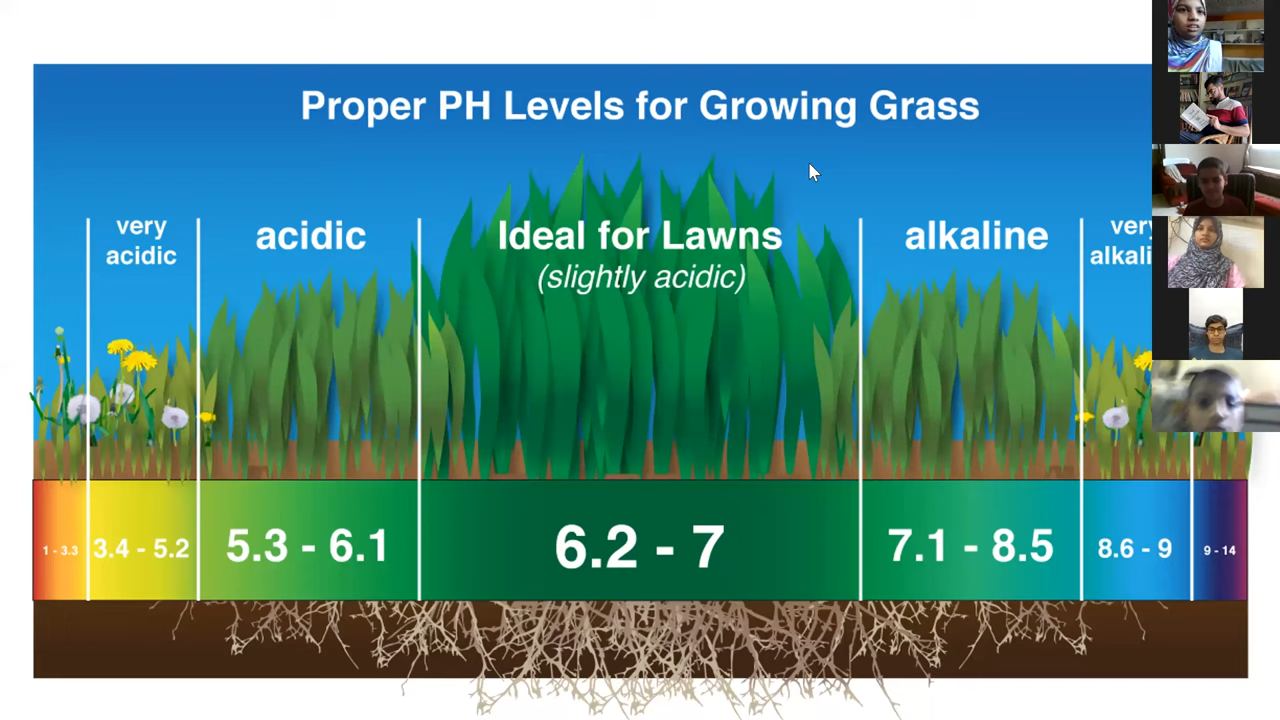 Proper PH Levels for Growing Grass
very
acidic
acidic
Ideal for Lawns
(slightly acidic)
alkaline
very
alkali
1 - 3.3
3.4 - 5.2
5.3 - 6.1
6.2 - 7
7.1 - 8.5
8.6 - 9
9 - 14